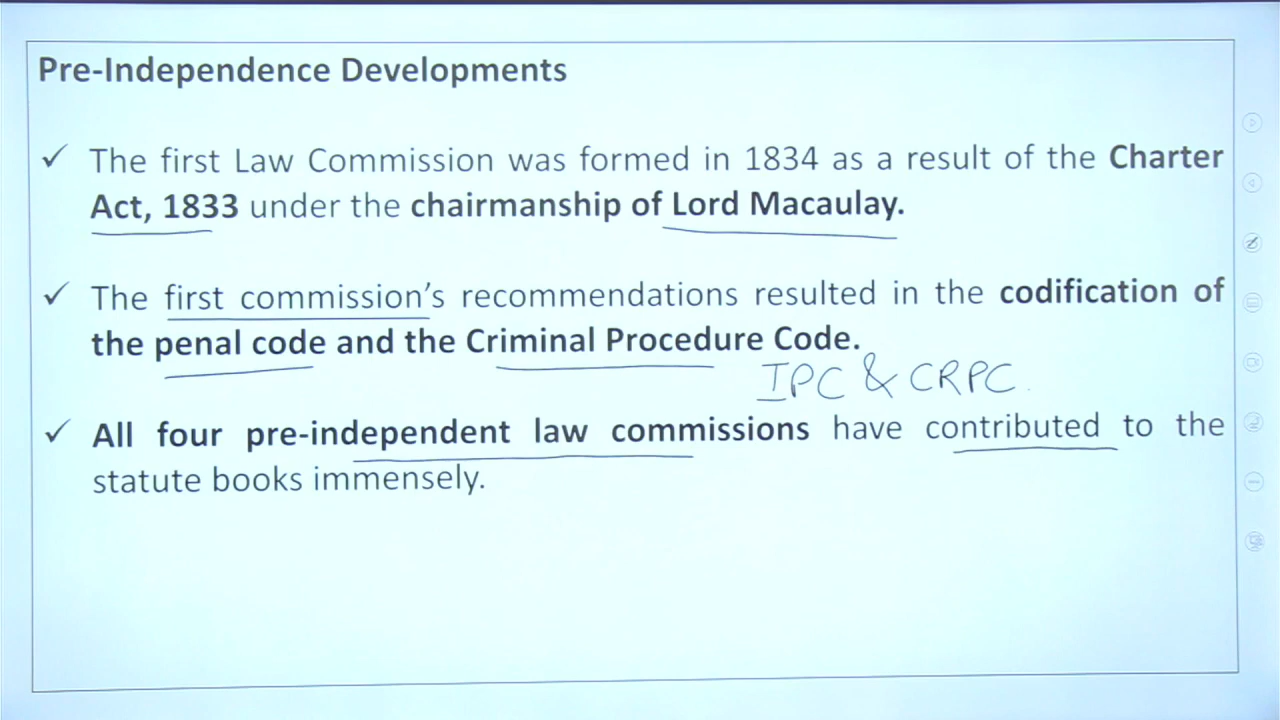 Pre-Independence Developments
✓ The first Law Commission was formed in 1834 as a result of the Charter
Act, 1833 under the chairmanship of Lord Macaulay.
✓ The first commission's recommendations resulted in the codification of
the penal code and the Criminal Procedure Code.
IPC & CRPC.
✓ All four pre-independent law commissions have contributed to the
statute books immensely.